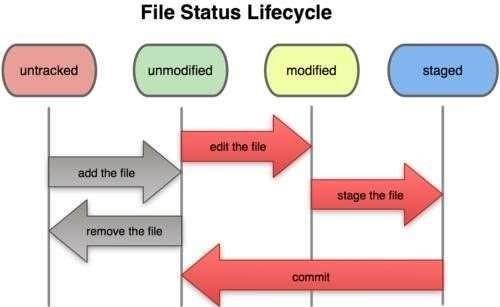 File Status Lifecycle
untracked
unmodified
modified
staged
edit the file
add the file
stage the file
remove the file
commit